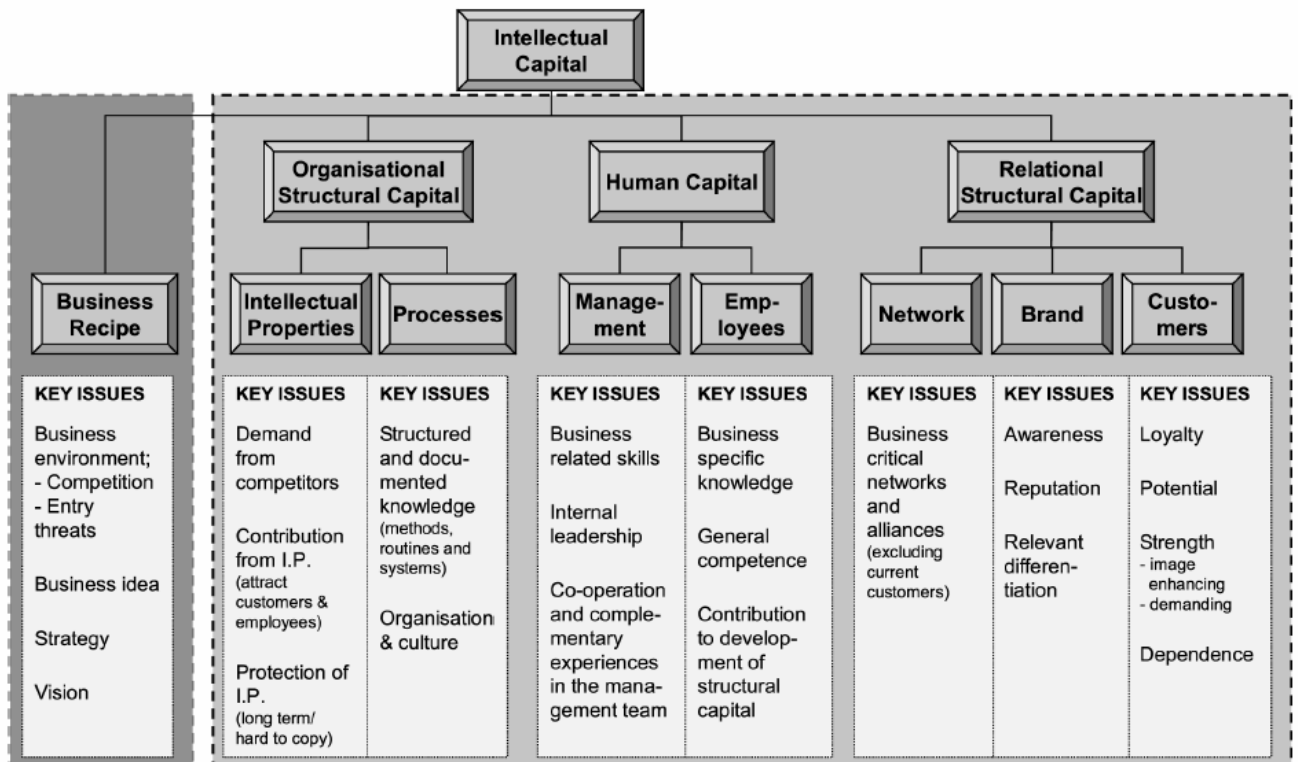 Intellectual
Capital
Organisational
Structural Capital
Human Capital
Relational
Structural Capital
Business
Recipe
Intellectual
Properties
Processes
Manage-
ment
Emp-
loyees
Network
Brand
Custo-
mers
KEY ISSUES
Business
environment;
- Competition
- Entry
threats
Business idea
Strategy
Vision
KEY ISSUES
Demand
from
competitors
Contribution
from I.P.
(attract
customers &
employees)
Protection of
I.P.
(long term/
hard to copy)
KEY ISSUES
Structured
and docu-
mented
knowledge
(methods,
routines and
systems)
Organisation
& culture
KEY ISSUES
Business
related skills
Internal
leadership
Co-operation
and comple-
mentary
experiences
in the mana-
gement team
KEY ISSUES
Business
specific
knowledge
General
competence
Contribution
to develop-
ment of
structural
capital
KEY ISSUES
Business
critical
networks
and
alliances
(excluding
current
customers)
KEY ISSUES
Awareness
Reputation
Relevant
differen-
tiation
KEY ISSUES
Loyalty
Potential
Strength
- image
enhancing
- demanding
Dependence